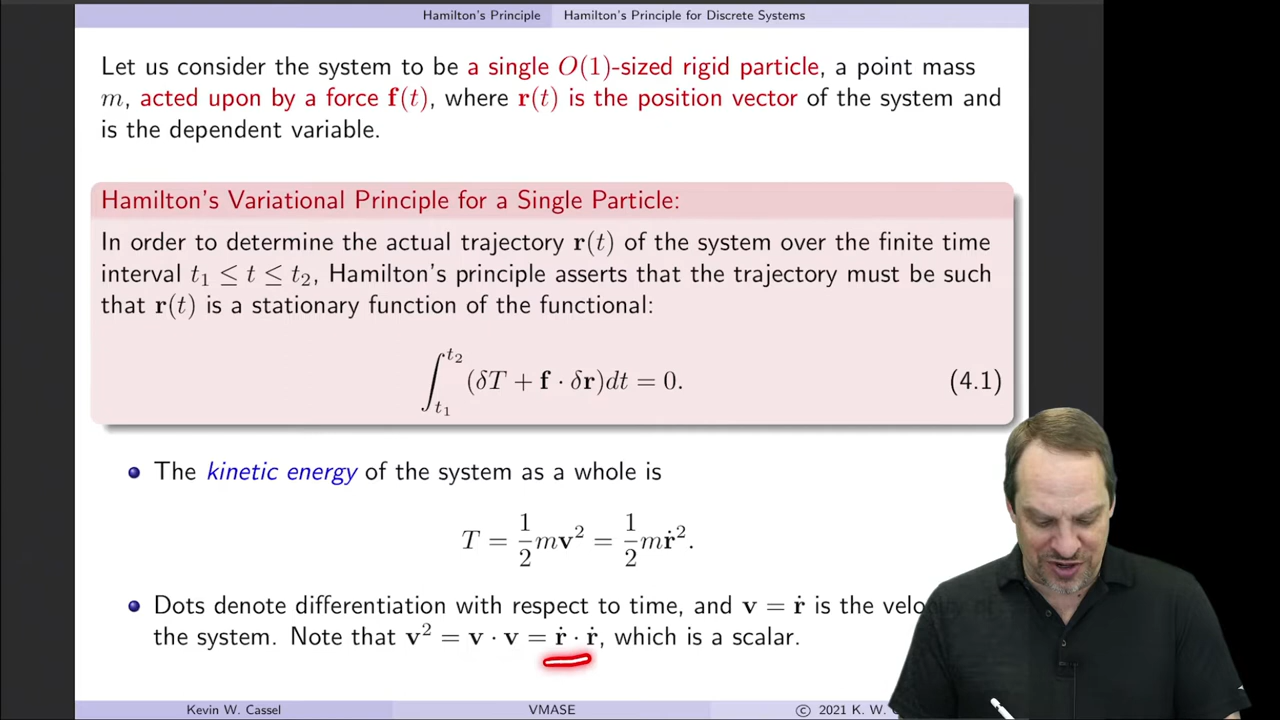 Hamilton's Principle Hamilton's Principle for Discrete Systems
Let us consider the system to be a single O(1)-sized rigid particle, a point mass
m, acted upon by a force f(t), where r(t) is the position vector of the system and
is the dependent variable.
Hamilton's Variational Principle for a Single Particle:
In order to determine the actual trajectory r(t) of the system over the finite time
interval t₁ ≤ t ≤ t₂, Hamilton's principle asserts that the trajectory must be such
that r(t) is a stationary function of the functional:
∫_{t₁}^{t₂} (δT + f · δr)dt = 0. (4.1)
The kinetic energy of the system as a whole is
T = 1/2 mv² = 1/2 mṙ².
Dots denote differentiation with respect to time, and v = ṙ is the
the system. Note that v² = v · v = ṙ · ṙ, which is a scalar.
Kevin W. Cassel VMASE © 2021 K. W.